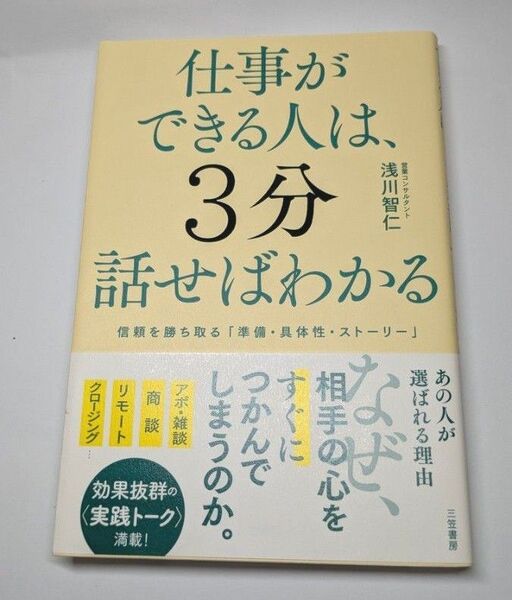 仕事が
できる人は、
3分
話せばわかる
営業コンサルタント
浅川智仁
信頼を勝ち取る「準備・具体性・ストーリー」
あの人が
選ばれる理由
なぜ、
相手の心を
すぐに
つかんで
しまうのか。
アポ・雑談
商談
リモート
クロージング…
効果抜群の
〈実践トーク〉
満載！
三笠書房